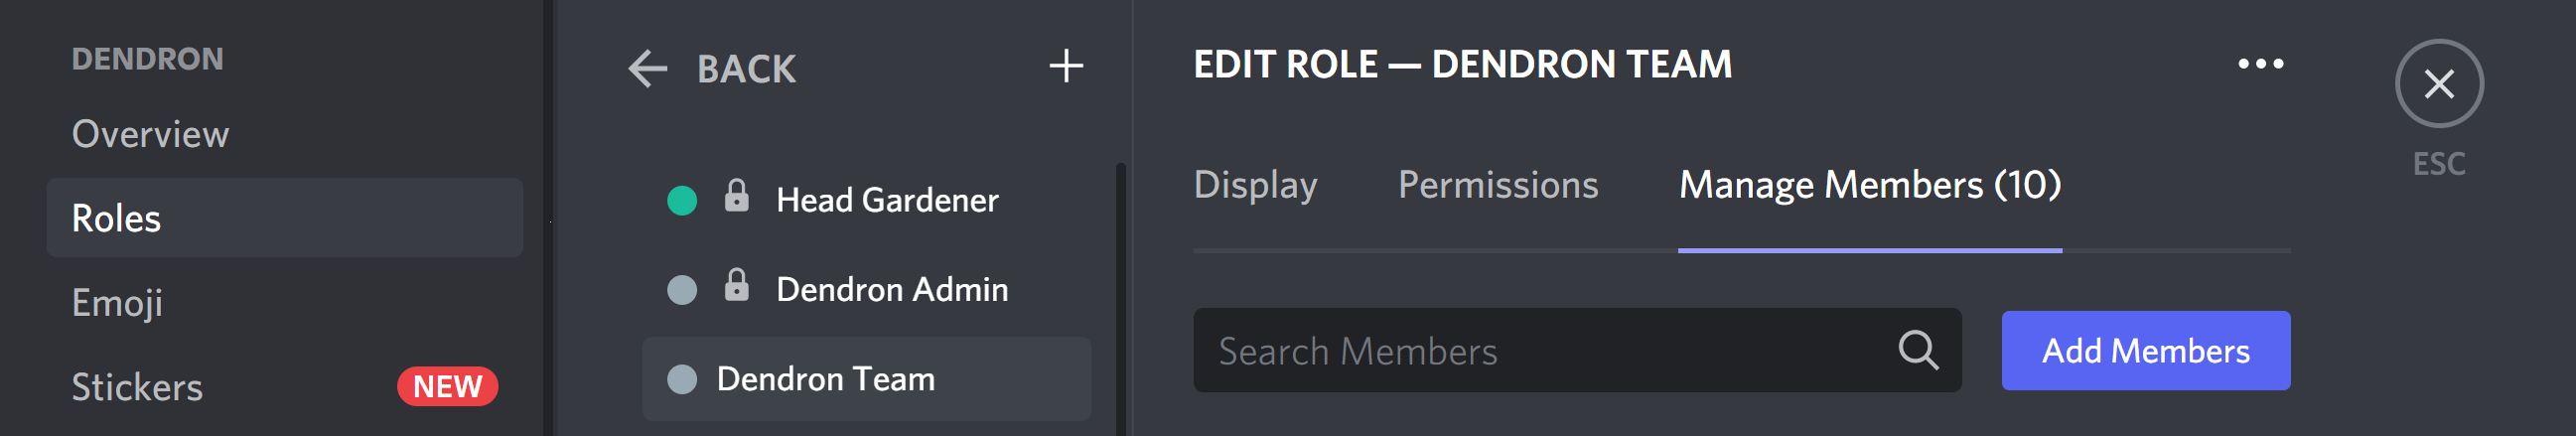 DENDRON
Overview
Roles
Emoji
Stickers NEW
BACK
Head Gardener
Dendron Admin
Dendron Team
EDIT ROLE — DENDRON TEAM
Display Permissions Manage Members (10)
Search Members Add Members
ESC